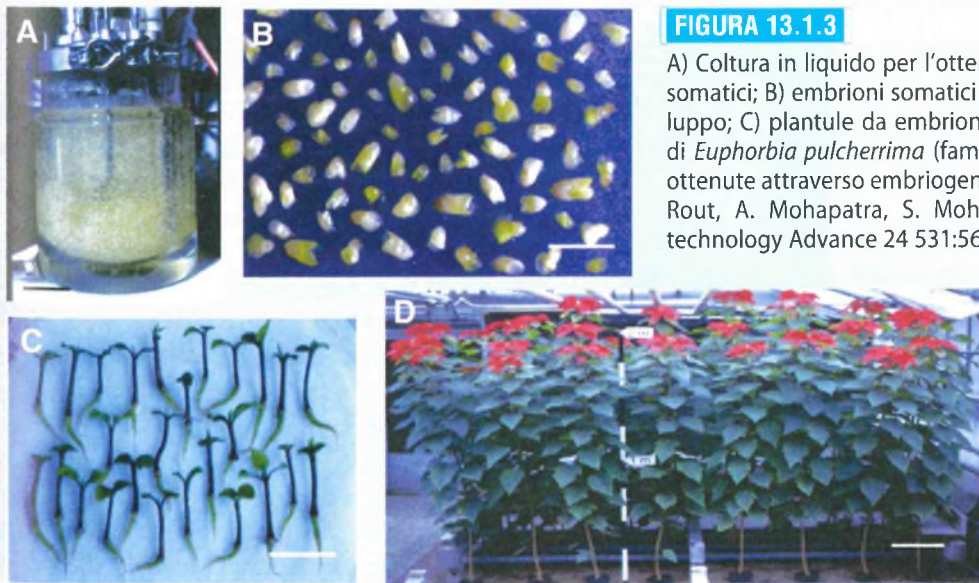 A
B
FIGURA 13.1.3
A) Coltura in liquido per l'otte
somatici; B) embrioni somatici
luppo; C) plantule da embrion
di Euphorbia pulcherrima (fam
ottenute attraverso embriogen
Rout, A. Mohapatra, S. Moh
technology Advance 24 531:56
C
D